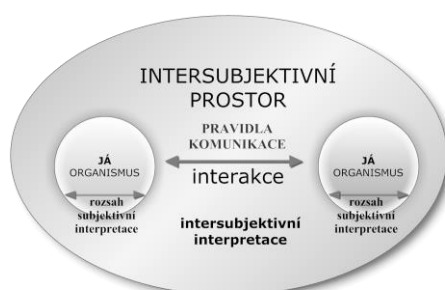 INTERSUBJEKTIVNÍ
PROSTOR
PRAVIDLA
KOMUNIKACE
interakce
intersubjektivní
interpretace
JÁ
ORGANISMUS
rozsah
subjektivní
interpretace
JÁ
ORGANISMUS
rozsah
subjektivní
interpretace